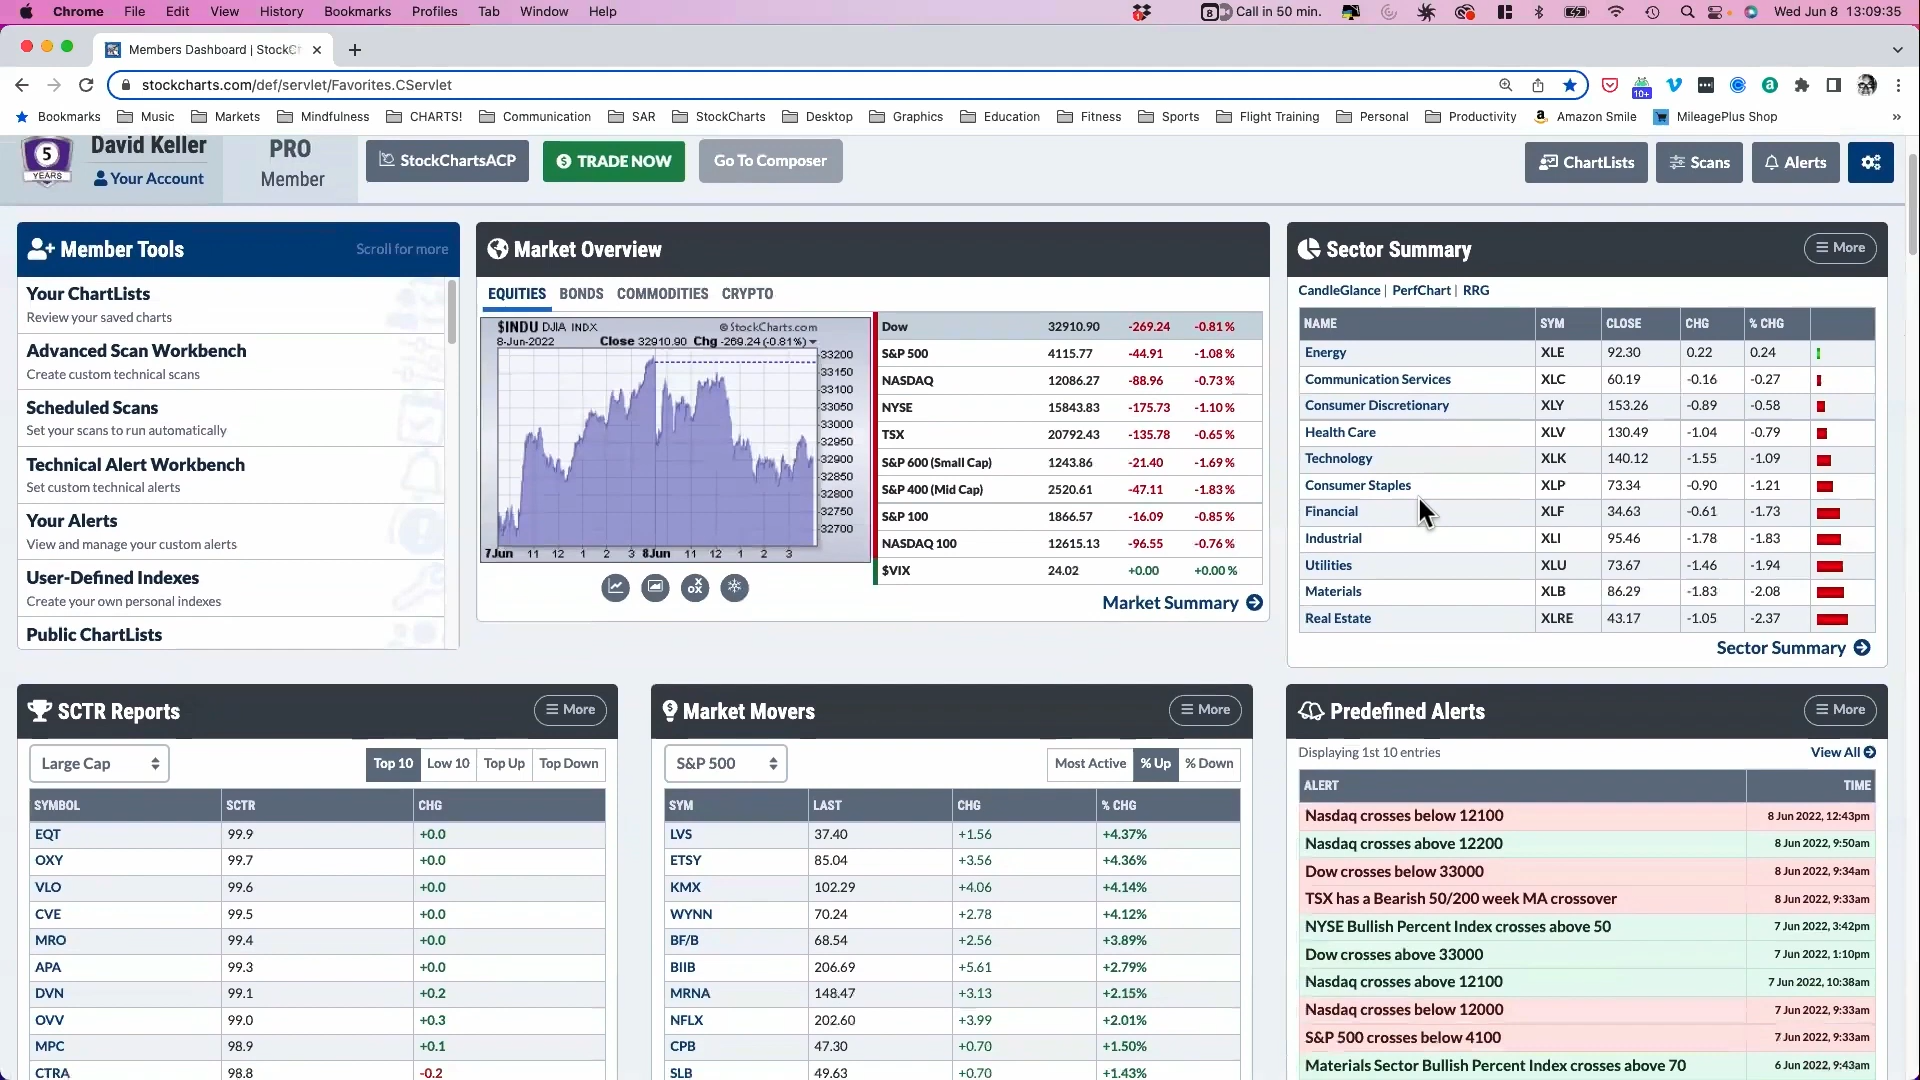 Chrome File Edit View History Bookmarks Profiles Tab Window Help
8 Call in 50 min. Wed Jun 8 13:09:35
Members Dashboard | StockCh
stockcharts.com/def/servlet/Favorites.CServlet
10+
Bookmarks Music Markets Mindfulness CHARTS! Communication SAR StockCharts Desktop Graphics Education Fitness Sports Flight Training Personal Productivity Amazon Smile MileagePlus Shop »
5 YEARS
David Keller
Your Account
PRO
Member
StockChartsACP
TRADE NOW
Go To Composer
ChartLists
Scans
Alerts
Member Tools Scroll for more
Your ChartLists
Review your saved charts
Advanced Scan Workbench
Create custom technical scans
Scheduled Scans
Set your scans to run automatically
Technical Alert Workbench
Set custom technical alerts
Your Alerts
View and manage your custom alerts
User-Defined Indexes
Create your own personal indexes
Public ChartLists
Market Overview
EQUITIES BONDS COMMODITIES CRYPTO
$INDU DJIA INDX © StockCharts.com
8-Jun-2022 Close 32910.90 Chg -269.24 (-0.81%)
33200
33150
33100
33050
33000
32950
32900
32850
32800
32750
32700
7Jun 11 12 1 2 3 8Jun 11 12 1 2 3
Dow 32910.90 -269.24 -0.81%
S&P 500 4115.77 -44.91 -1.08%
NASDAQ 12086.27 -88.96 -0.73%
NYSE 15843.83 -175.73 -1.10%
TSX 20792.43 -135.78 -0.65%
S&P 600 (Small Cap) 1243.86 -21.40 -1.69%
S&P 400 (Mid Cap) 2520.61 -47.11 -1.83%
S&P 100 1866.57 -16.09 -0.85%
NASDAQ 100 12615.13 -96.55 -0.76%
$VIX 24.02 +0.00 +0.00%
Market Summary
Sector Summary More
CandleGlance | PerfChart | RRG
NAME SYM CLOSE CHG % CHG
Energy XLE 92.30 0.22 0.24
Communication Services XLC 60.19 -0.16 -0.27
Consumer Discretionary XLY 153.26 -0.89 -0.58
Health Care XLV 130.49 -1.04 -0.79
Technology XLK 140.12 -1.55 -1.09
Consumer Staples XLP 73.34 -0.90 -1.21
Financial XLF 34.63 -0.61 -1.73
Industrial XLI 95.46 -1.78 -1.83
Utilities XLU 73.67 -1.46 -1.94
Materials XLB 86.29 -1.83 -2.08
Real Estate XLRE 43.17 -1.05 -2.37
Sector Summary
SCTR Reports More
Large Cap Top 10 Low 10 Top Up Top Down
SYMBOL SCTR CHG
EQT 99.9 +0.0
OXY 99.7 +0.0
VLO 99.6 +0.0
CVE 99.5 +0.0
MRO 99.4 +0.0
APA 99.3 +0.0
DVN 99.1 +0.2
OVV 99.0 +0.3
MPC 98.9 +0.1
CTRA 98.8 -0.2
Market Movers More
S&P 500 Most Active % Up % Down
SYM LAST CHG % CHG
LVS 37.40 +1.56 +4.37%
ETSY 85.04 +3.56 +4.36%
KMX 102.29 +4.06 +4.14%
WYNN 70.24 +2.78 +4.12%
BF/B 68.54 +2.56 +3.89%
BIIB 206.69 +5.61 +2.79%
MRNA 148.47 +3.13 +2.15%
NFLX 202.60 +3.99 +2.01%
CPB 47.30 +0.70 +1.50%
SLB 49.63 +0.70 +1.43%
Predefined Alerts More
Displaying 1st 10 entries View All
ALERT TIME
Nasdaq crosses below 12100 8 Jun 2022, 12:43pm
Nasdaq crosses above 12200 8 Jun 2022, 9:50am
Dow crosses below 33000 8 Jun 2022, 9:34am
TSX has a Bearish 50/200 week MA crossover 8 Jun 2022, 9:33am
NYSE Bullish Percent Index crosses above 50 7 Jun 2022, 3:42pm
Dow crosses above 33000 7 Jun 2022, 1:10pm
Nasdaq crosses above 12100 7 Jun 2022, 10:38am
Nasdaq crosses below 12000 7 Jun 2022, 9:33am
S&P 500 crosses below 4100 7 Jun 2022, 9:33am
Materials Sector Bullish Percent Index crosses above 70 6 Jun 2022, 9:43am